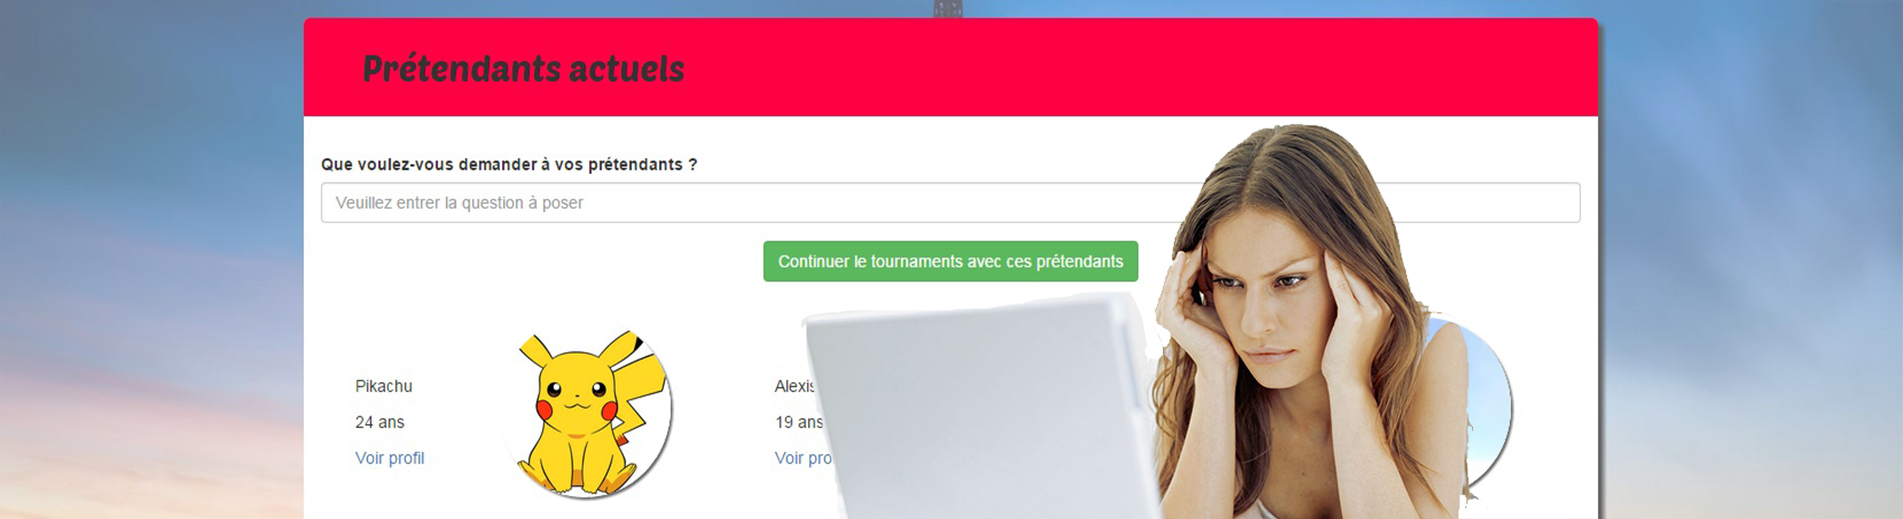 Prétendants actuels
Que voulez-vous demander à vos prétendants ?
Veuillez entrer la question à poser
Continuer le tournaments avec ces prétendants
Pikachu
24 ans
Voir profil
Alexis
19 ans
Voir